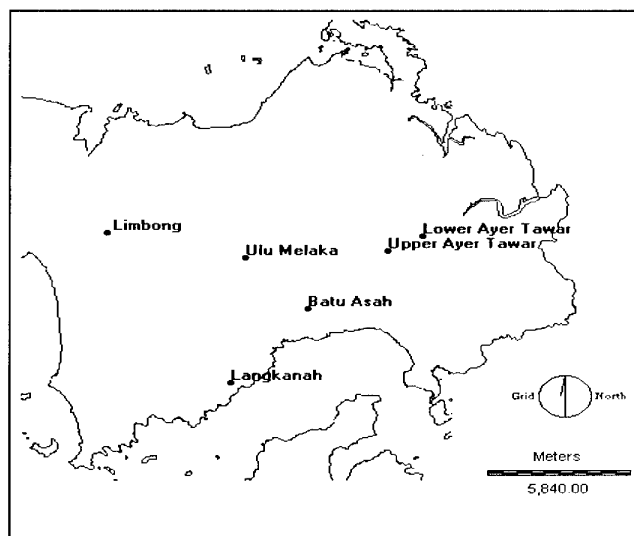 Limbong
Lower Ayer Tawar
Upper Ayer Tawar
Ulu Melaka
Batu Asah
Langkanah
Grid North
Meters
5,840.00